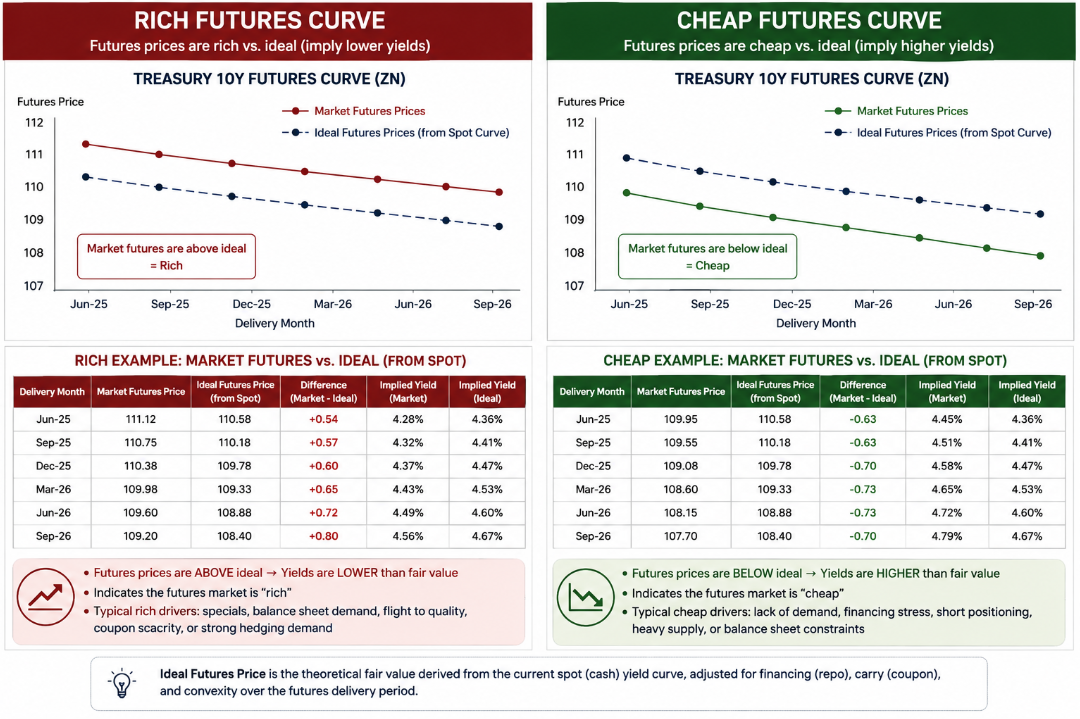 RICH FUTURES CURVE
Futures prices are rich vs. ideal (imply lower yields)
TREASURY 10Y FUTURES CURVE (ZN)
Futures Price
Market Futures Prices
Ideal Futures Prices (from Spot Curve)
112
111
110
109
108
107
Market futures are above ideal
= Rich
Jun-25 Sep-25 Dec-25 Mar-26 Jun-26 Sep-26
Delivery Month
RICH EXAMPLE: MARKET FUTURES vs. IDEAL (FROM SPOT)
Delivery Month Market Futures Price Ideal Futures Price (from Spot) Difference (Market - Ideal) Implied Yield (Market) Implied Yield (Ideal)
Jun-25 111.12 110.58 +0.54 4.28% 4.36%
Sep-25 110.75 110.18 +0.57 4.32% 4.41%
Dec-25 110.38 109.78 +0.60 4.37% 4.47%
Mar-26 109.98 109.33 +0.65 4.43% 4.53%
Jun-26 109.60 108.88 +0.72 4.49% 4.60%
Sep-26 109.20 108.40 +0.80 4.56% 4.67%
• Futures prices are ABOVE ideal → Yields are LOWER than fair value
• Indicates the futures market is "rich"
• Typical rich drivers: specials, balance sheet demand, flight to quality,
coupon scacrity, or strong hedging demand
CHEAP FUTURES CURVE
Futures prices are cheap vs. ideal (imply higher yields)
TREASURY 10Y FUTURES CURVE (ZN)
Futures Price
Market Futures Prices
Ideal Futures Prices (from Spot Curve)
112
111
110
109
108
107
Market futures are below ideal
= Cheap
Jun-25 Sep-25 Dec-25 Mar-26 Jun-26 Sep-26
Delivery Month
CHEAP EXAMPLE: MARKET FUTURES vs. IDEAL (FROM SPOT)
Delivery Month Market Futures Price Ideal Futures Price (from Spot) Difference (Market - Ideal) Implied Yield (Market) Implied Yield (Ideal)
Jun-25 109.95 110.58 -0.63 4.45% 4.36%
Sep-25 109.55 110.18 -0.63 4.51% 4.41%
Dec-25 109.08 109.78 -0.70 4.58% 4.47%
Mar-26 108.60 109.33 -0.73 4.65% 4.53%
Jun-26 108.15 108.88 -0.73 4.72% 4.60%
Sep-26 107.70 108.40 -0.70 4.79% 4.67%
• Futures prices are BELOW ideal → Yields are HIGHER than fair value
• Indicates the futures market is "cheap"
• Typical cheap drivers: lack of demand, financing stress, short positioning,
heavy supply, or balance sheet constraints
Ideal Futures Price is the theoretical fair value derived from the current spot (cash) yield curve, adjusted for financing (repo), carry (coupon),
and convexity over the futures delivery period.